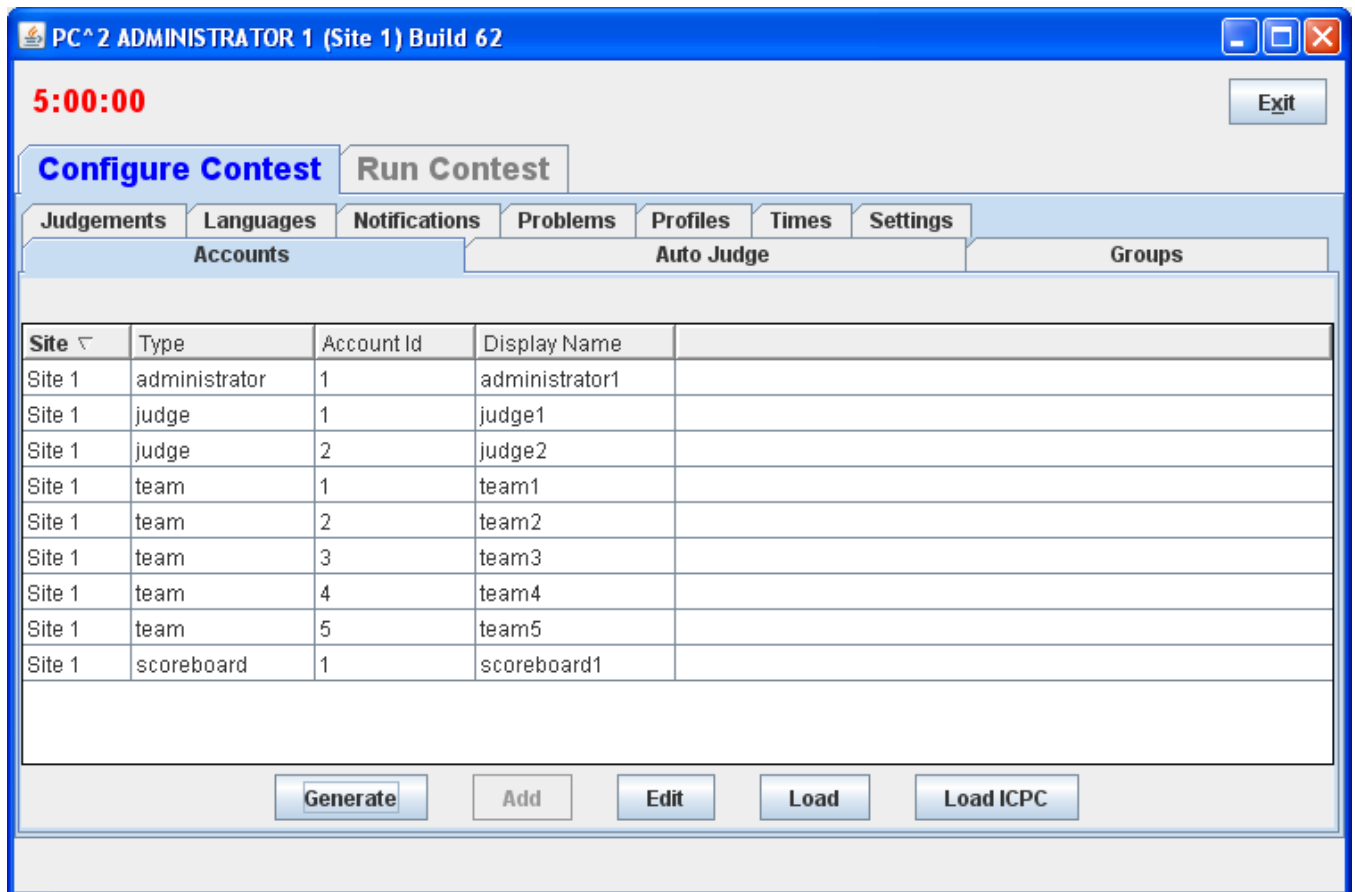 PC^2 ADMINISTRATOR 1 (Site 1) Build 62
5:00:00 Exit
Configure Contest Run Contest
Judgements Languages Notifications Problems Profiles Times Settings
Accounts Auto Judge Groups
Site Type Account Id Display Name
Site 1 administrator 1 administrator1
Site 1 judge 1 judge1
Site 1 judge 2 judge2
Site 1 team 1 team1
Site 1 team 2 team2
Site 1 team 3 team3
Site 1 team 4 team4
Site 1 team 5 team5
Site 1 scoreboard 1 scoreboard1
Generate Add Edit Load Load ICPC